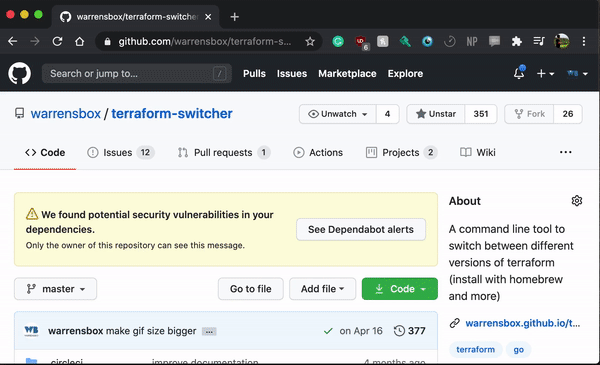 warrensbox/terraform-switcher
github.com/warrensbox/terraform-s...
6
NP
Search or jump to...
/
Pulls
Issues
Marketplace
Explore
WB
warrensbox / terraform-switcher
Unwatch
4
Unstar
351
Fork
26
Code
Issues 12
Pull requests 1
Actions
Projects 2
Wiki
We found potential security vulnerabilities in your
dependencies.
Only the owner of this repository can see this message.
See Dependabot alerts
About
A command line tool to
switch between different
versions of terraform
(install with homebrew
and more)
warrensbox.github.io/t...
terraform
go
master
Go to file
Add file
Code
WB
warrensbox make gif size bigger
on Apr 16
377
.circleci
improve documentation
4 months ago